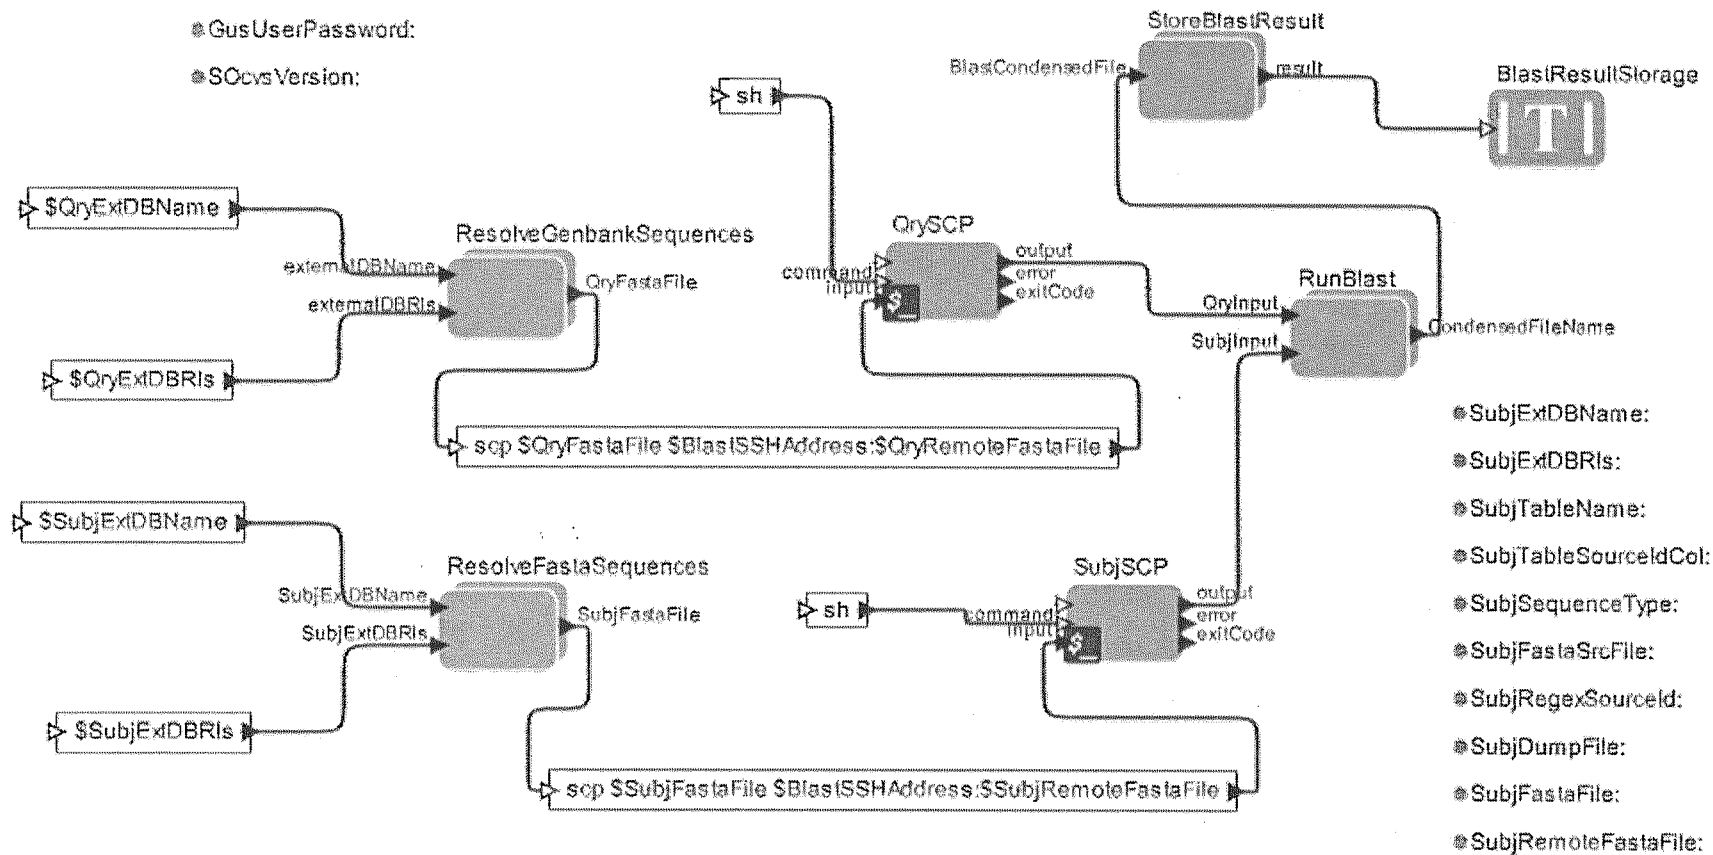 GusUserPassword:
SOcvsVersion:
StoreBlastResult
BlastCondensedFile
result
BlastResultStorage
T
sh
$QryExtDBName
ResolveGenbankSequences
externalDBName
externalDBRls
QryFastaFile
$QryExtDBRls
QrySCP
command
input
output
error
exitCode
$_
RunBlast
QryInput
SubjInput
CondensedFileName
scp $QryFastaFile $BlastSSHAddress:$QryRemoteFastaFile
$SubjExtDBName
ResolveFastaSequences
SubjExtDBName
SubjExtDBRls
SubjFastaFile
$SubjExtDBRls
sh
SubjSCP
command
input
output
error
exitCode
$_
scp $SubjFastaFile $BlastSSHAddress:$SubjRemoteFastaFile
SubjExtDBName:
SubjExtDBRls:
SubjTableName:
SubjTableSourceIdCol:
SubjSequenceType:
SubjFastaSrcFile:
SubjRegexSourceId:
SubjDumpFile:
SubjFastaFile:
SubjRemoteFastaFile: